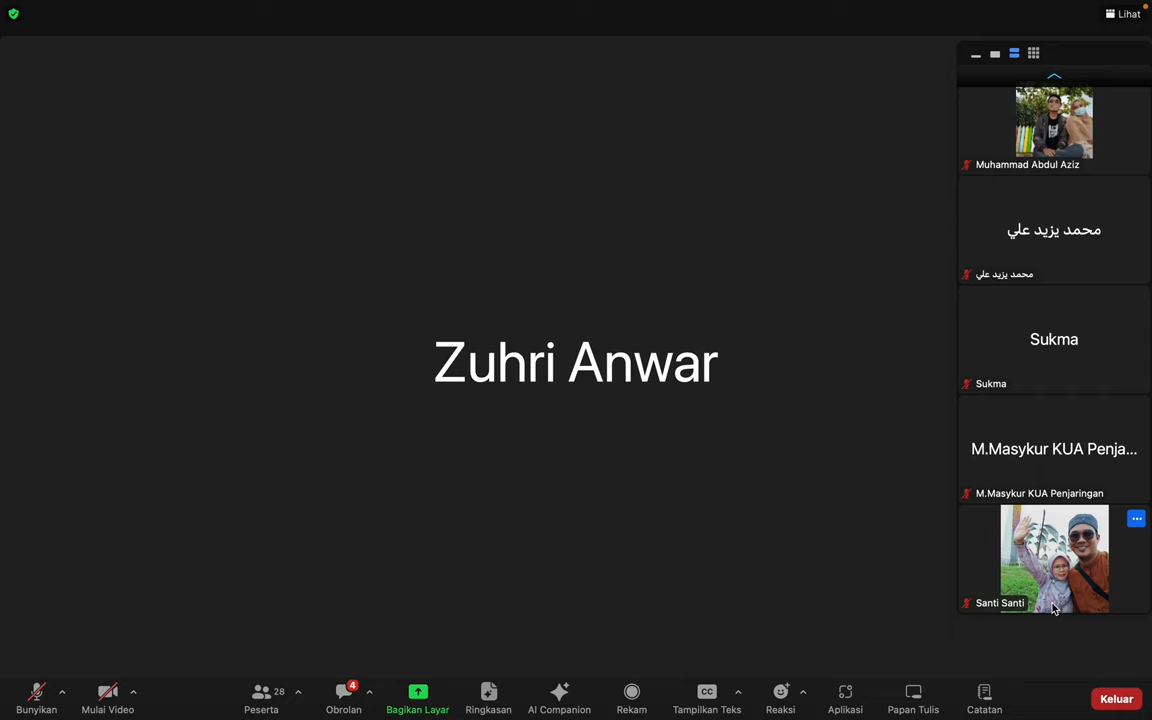 Lihat
Muhammad Abdul Aziz
محمد يزيد علي
محمد يزيد علي
Sukma
Sukma
M.Masykur KUA Penja...
M.Masykur KUA Penjaringan
Santi Santi
Zuhri Anwar
28
4
CC
Bunyikan
Mulai Video
Peserta
Obrolan
Bagikan Layar
Ringkasan
AI Companion
Rekam
Tampilkan Teks
Reaksi
Aplikasi
Papan Tulis
Catatan
Keluar